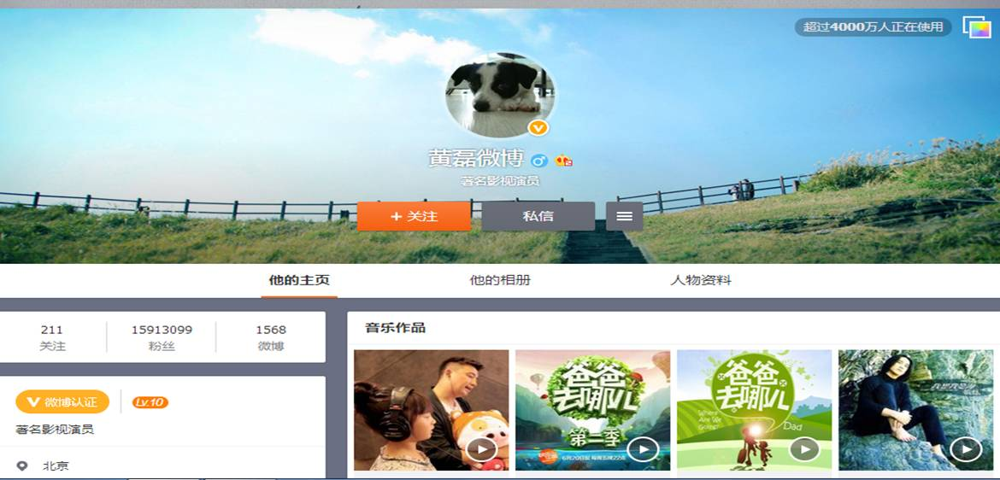 超过4000万人正在使用
黄磊微博
著名影视演员
+ 关注
私信
他的主页
他的相册
人物资料
211
关注
15913099
粉丝
1568
微博
微博认证
Lv.10
著名影视演员
北京
音乐作品
爸爸去哪儿
第二季
爸爸去哪儿
Where
Are We
Going?
Dad